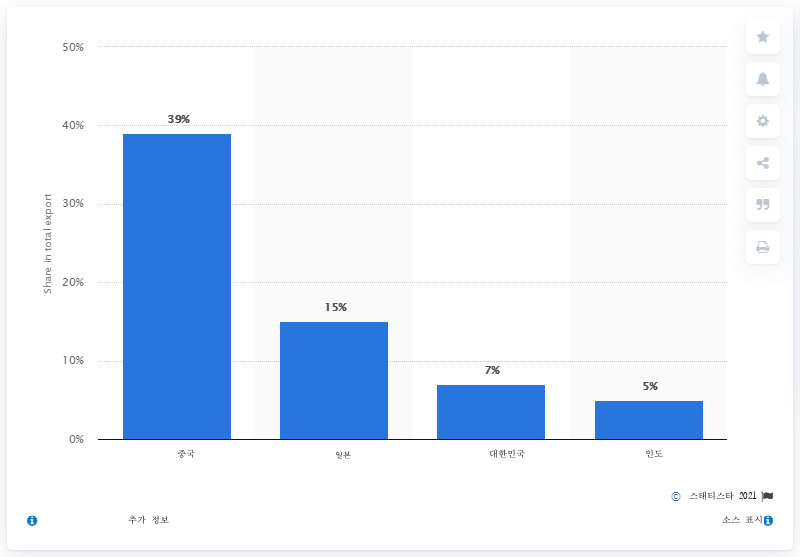 50%
40%
30%
20%
10%
0%
Share in total export
39%
15%
7%
5%
중국
일본
대한민국
인도
© 스태티스타 2021
추가 정보
소스 표시